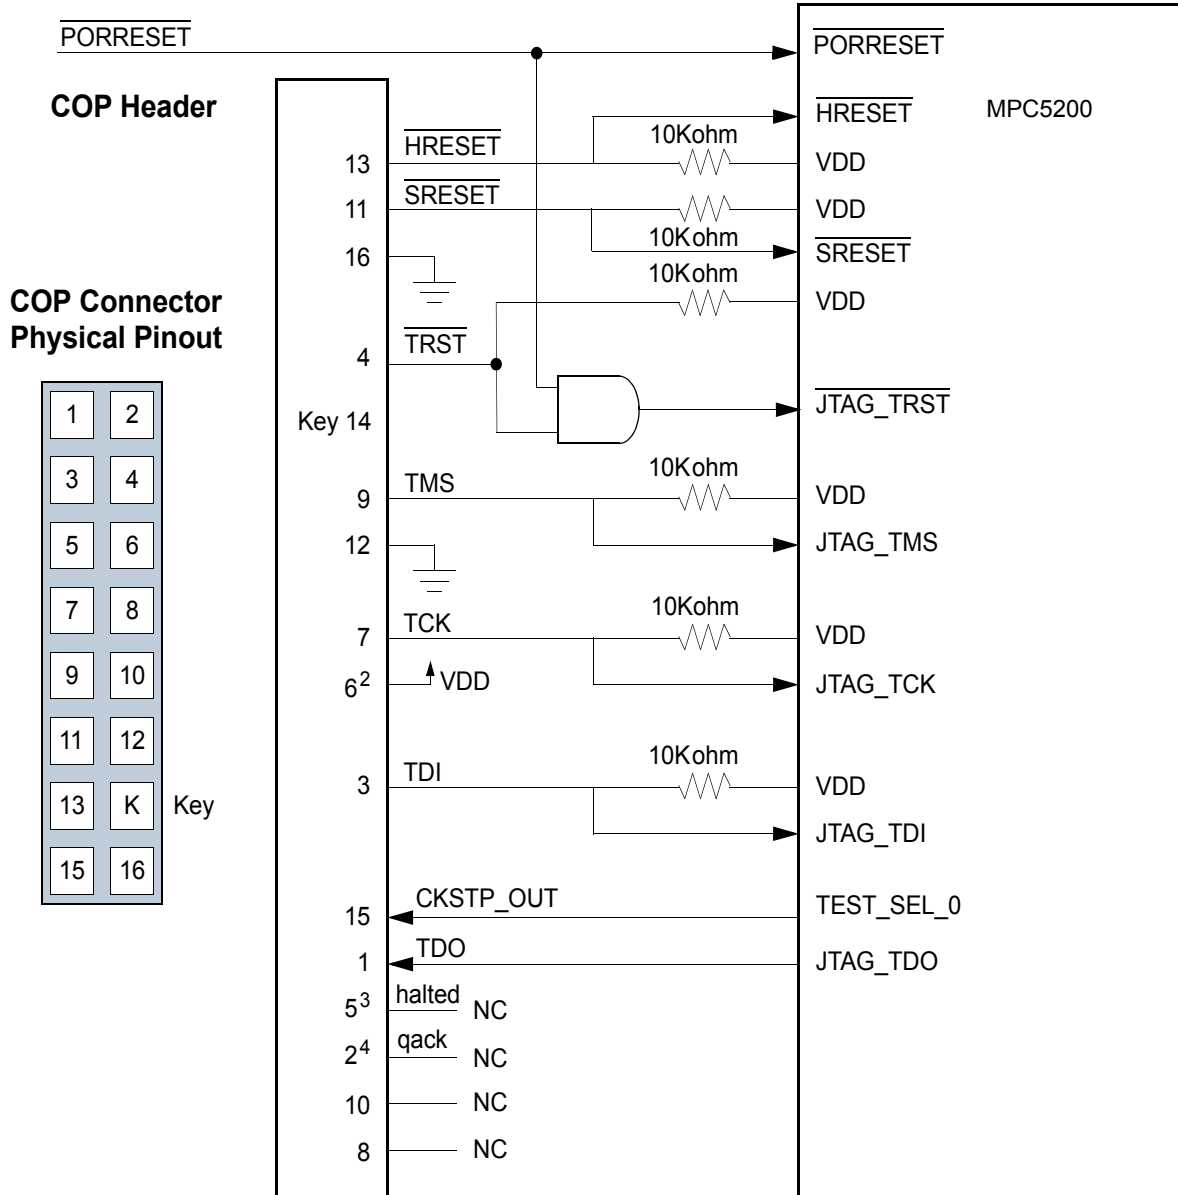 PORRESET
PORRESET
COP Header
HRESET
MPC5200
10Kohm
HRESET
13
VDD
SRESET
11
VDD
10Kohm
SRESET
16
10Kohm
VDD
COP Connector
Physical Pinout
TRST
4
JTAG_TRST
Key 14
1 2
3 4
5 6
7 8
9 10
11 12
13 K Key
15 16
10Kohm
TMS
9
VDD
12
JTAG_TMS
10Kohm
TCK
7
VDD
6²
VDD
JTAG_TCK
10Kohm
TDI
3
VDD
JTAG_TDI
CKSTP_OUT
15
TEST_SEL_0
TDO
1
JTAG_TDO
halted
5³
NC
qack
2⁴
NC
10
NC
8
NC